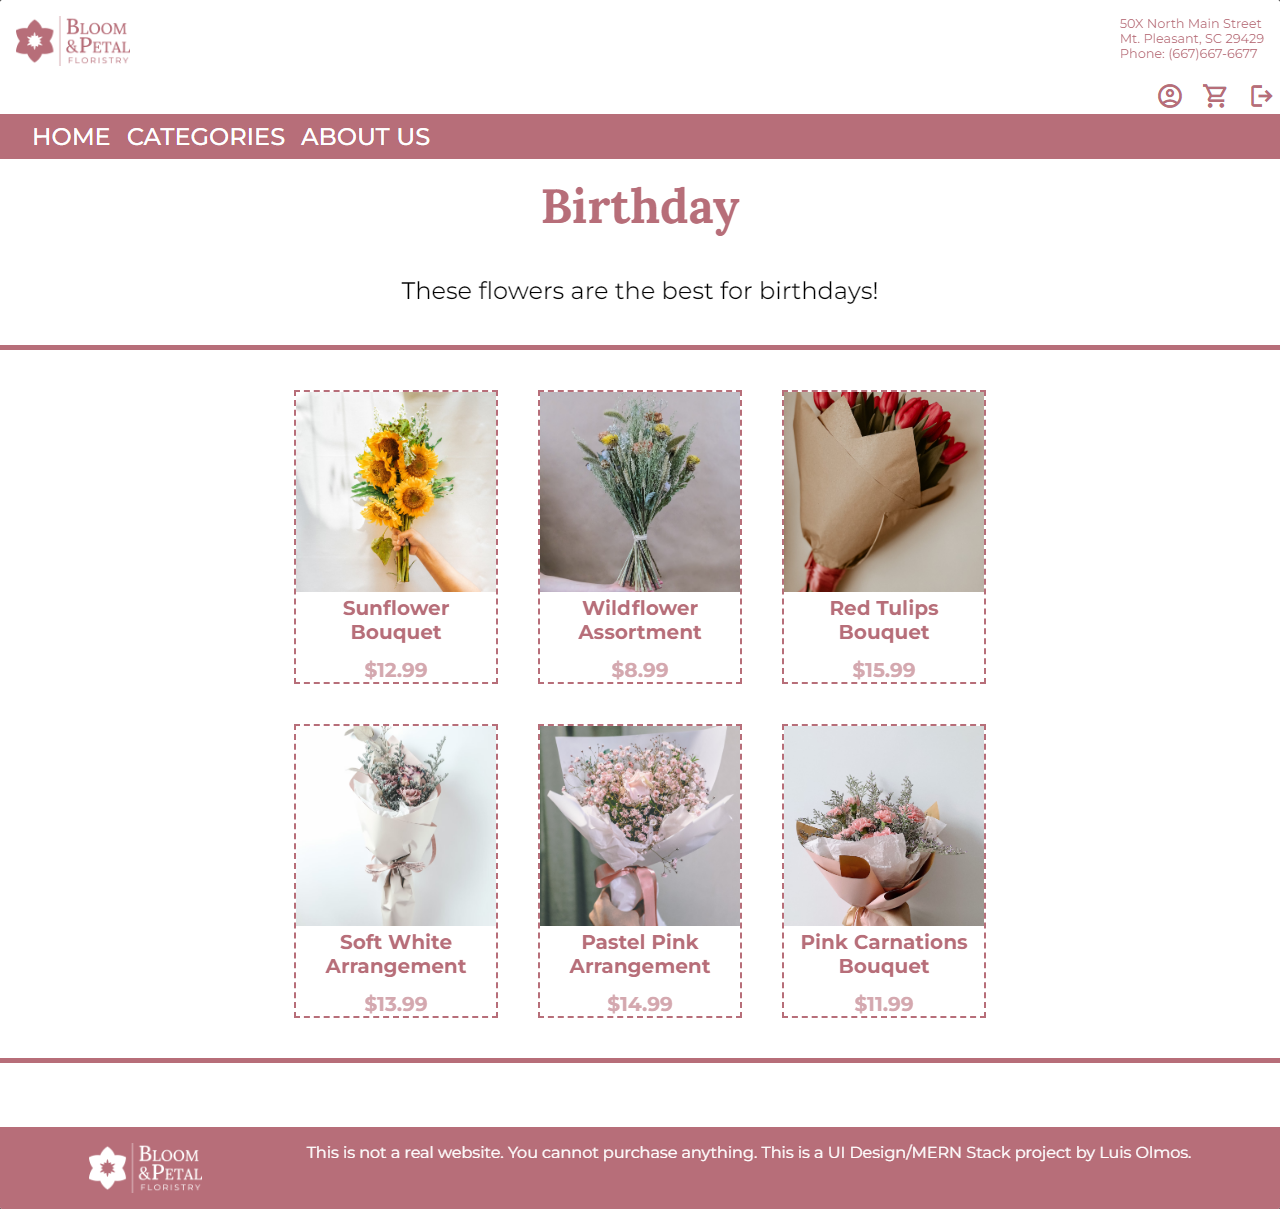 BLOOM
&PETAL
FLORISTRY
50X North Main Street
Mt. Pleasant, SC 29429
Phone: (667)667-6677
HOME CATEGORIES ABOUT US
Birthday
These flowers are the best for birthdays!
Sunflower
Bouquet
$12.99
Wildflower
Assortment
$8.99
Red Tulips
Bouquet
$15.99
Soft White
Arrangement
$13.99
Pastel Pink
Arrangement
$14.99
Pink Carnations
Bouquet
$11.99
BLOOM
&PETAL
FLORISTRY
This is not a real website. You cannot purchase anything. This is a UI Design/MERN Stack project by Luis Olmos.